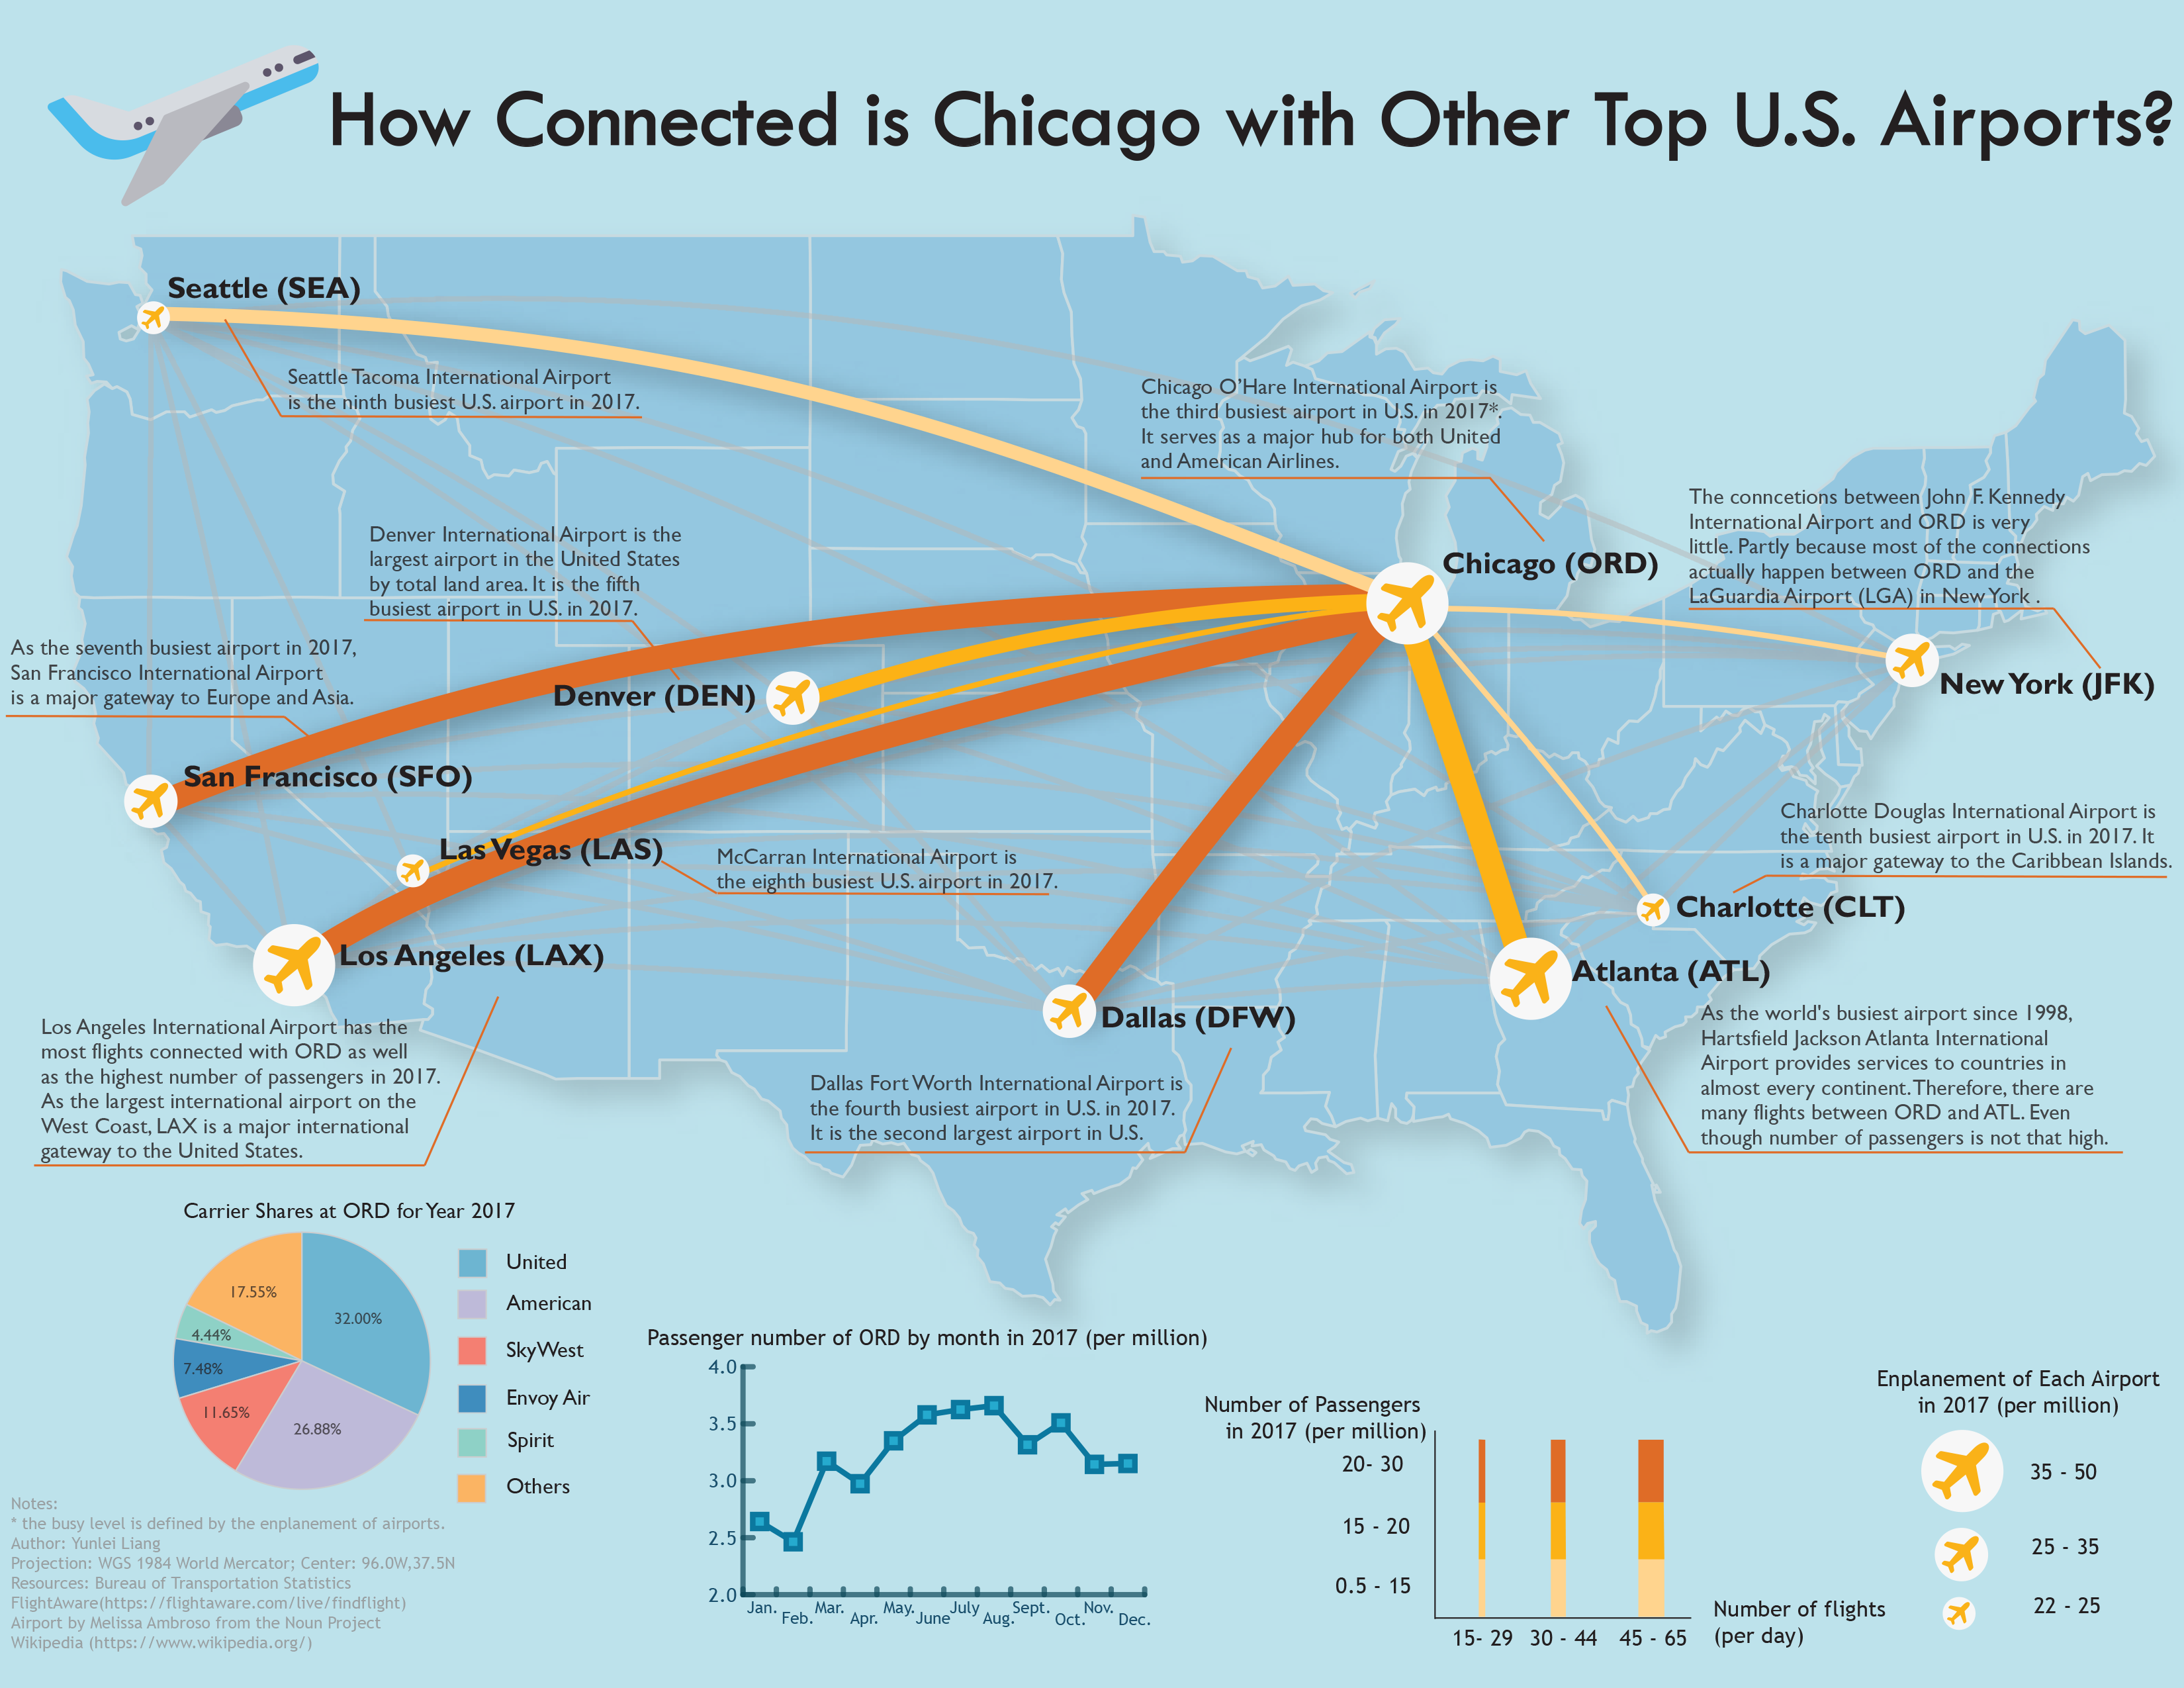 How Connected is Chicago with Other Top U.S. Airports?
Seattle (SEA)
Seattle Tacoma International Airport
is the ninth busiest U.S. airport in 2017.
Chicago O'Hare International Airport is
the third busiest airport in U.S. in 2017*.
It serves as a major hub for both United
and American Airlines.
Chicago (ORD)
The conncetions between John F. Kennedy
International Airport and ORD is very
little. Partly because most of the connections
actually happen between ORD and the
LaGuardia Airport (LGA) in New York .
New York (JFK)
Denver International Airport is the
largest airport in the United States
by total land area. It is the fifth
busiest airport in U.S. in 2017.
Denver (DEN)
As the seventh busiest airport in 2017,
San Francisco International Airport
is a major gateway to Europe and Asia.
San Francisco (SFO)
Las Vegas (LAS)
McCarran International Airport is
the eighth busiest U.S. airport in 2017.
Charlotte Douglas International Airport is
the tenth busiest airport in U.S. in 2017. It
is a major gateway to the Caribbean Islands.
Charlotte (CLT)
Los Angeles (LAX)
Los Angeles International Airport has the
most flights connected with ORD as well
as the highest number of passengers in 2017.
As the largest international airport on the
West Coast, LAX is a major international
gateway to the United States.
Dallas (DFW)
Dallas Fort Worth International Airport is
the fourth busiest airport in U.S. in 2017.
It is the second largest airport in U.S.
Atlanta (ATL)
As the world's busiest airport since 1998,
Hartsfield Jackson Atlanta International
Airport provides services to countries in
almost every continent. Therefore, there are
many flights between ORD and ATL. Even
though number of passengers is not that high.
Carrier Shares at ORD for Year 2017
17.55%
32.00%
4.44%
7.48%
11.65%
26.88%
United
American
SkyWest
Envoy Air
Spirit
Others
Notes:
* the busy level is defined by the enplanement of airports.
Author: Yunlei Liang
Projection: WGS 1984 World Mercator; Center: 96.0W,37.5N
Resources: Bureau of Transportation Statistics
FlightAware(https://flightaware.com/live/findflight)
Airport by Melissa Ambroso from the Noun Project
Wikipedia (https://www.wikipedia.org/)
Passenger number of ORD by month in 2017 (per million)
4.0
3.5
3.0
2.5
2.0
Jan. Feb. Mar. Apr. May. June July Aug. Sept. Oct. Nov. Dec.
Number of Passengers
in 2017 (per million)
20- 30
15 - 20
0.5 - 15
15- 29 30 - 44 45 - 65
Number of flights
(per day)
Enplanement of Each Airport
in 2017 (per million)
35 - 50
25 - 35
22 - 25